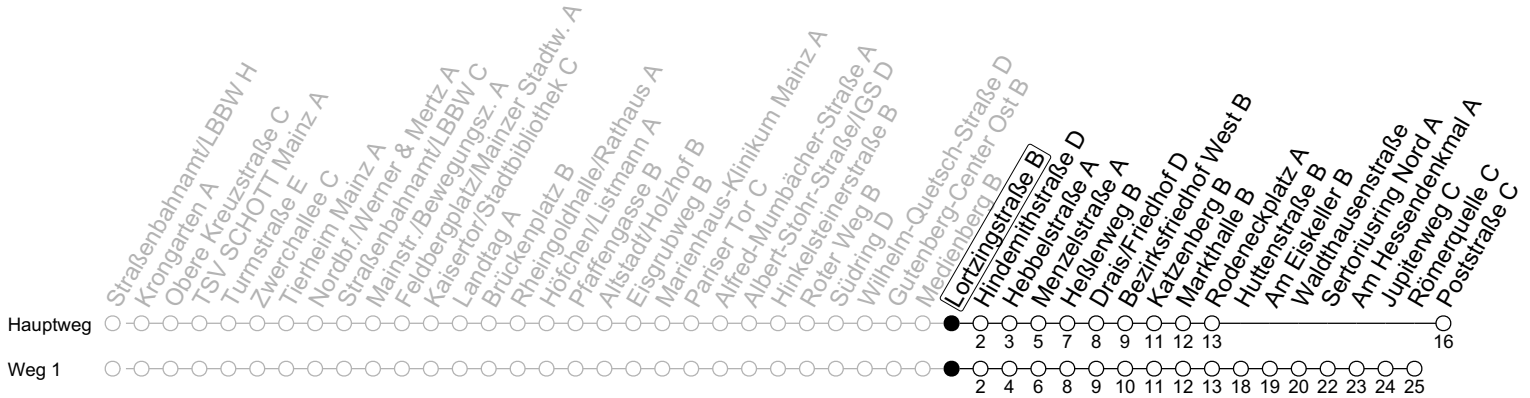 Straßenbahnamt/LBBW H
Krongarten A
Obere Kreuzstraße C
TSV SCHOTT Mainz A
Turmstraße E
Zwerchallee C
Tierheim Mainz A
Nordbf./Werner & Mertz A
Straßenbahnamt/LBBW C
Mainstr./Bewegungsz. A
Feldbergplatz/Mainzer Stadtw. A
Kaisertor/Stadtbibliothek C
Landtag A
Brückenplatz B
Rheingoldhalle/Rathaus A
Höfchen/Listmann A
Pfaffengasse B
Altstadt/Holzhof B
Eisgrubweg B
Marienhaus-Klinikum Mainz A
Pariser Tor C
Alfred-Mumbächer-Straße A
Albert-Stohr-Straße/IGS D
Hinkelsteinerstraße B
Roter Weg B
Südring D
Wilhelm-Quetsch-Straße D
Gutenberg-Center Ost B
Medienberg B
Lortzingstraße B
Hindemithstraße D
Hebbelstraße A
Menzelstraße A
Heßlerweg B
Drais/Friedhof D
Bezirksfriedhof West B
Katzenberg B
Markthalle B
Rodeneckplatz A
Huttenstraße B
Am Eiskeller B
Waldthausenstraße
Sertoriusring Nord A
Am Hessendenkmal A
Jupiterweg C
Römerquelle C
Poststraße C
Hauptweg
2 3 5 7 8 9 11 12 13 16
Weg 1
2 4 6 8 9 10 11 12 13 18 19 20 22 23 24 25